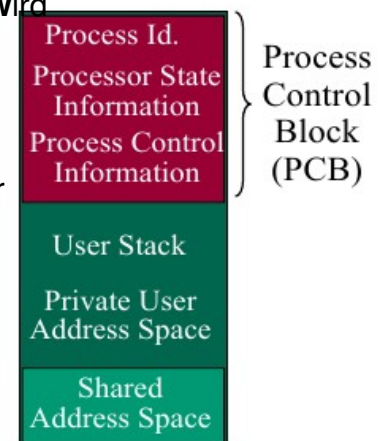 wird
Process Id.
Processor State
Information
Process Control
Information
r
User Stack
Private User
Address Space
Shared
Address Space
Process
Control
Block
(PCB)